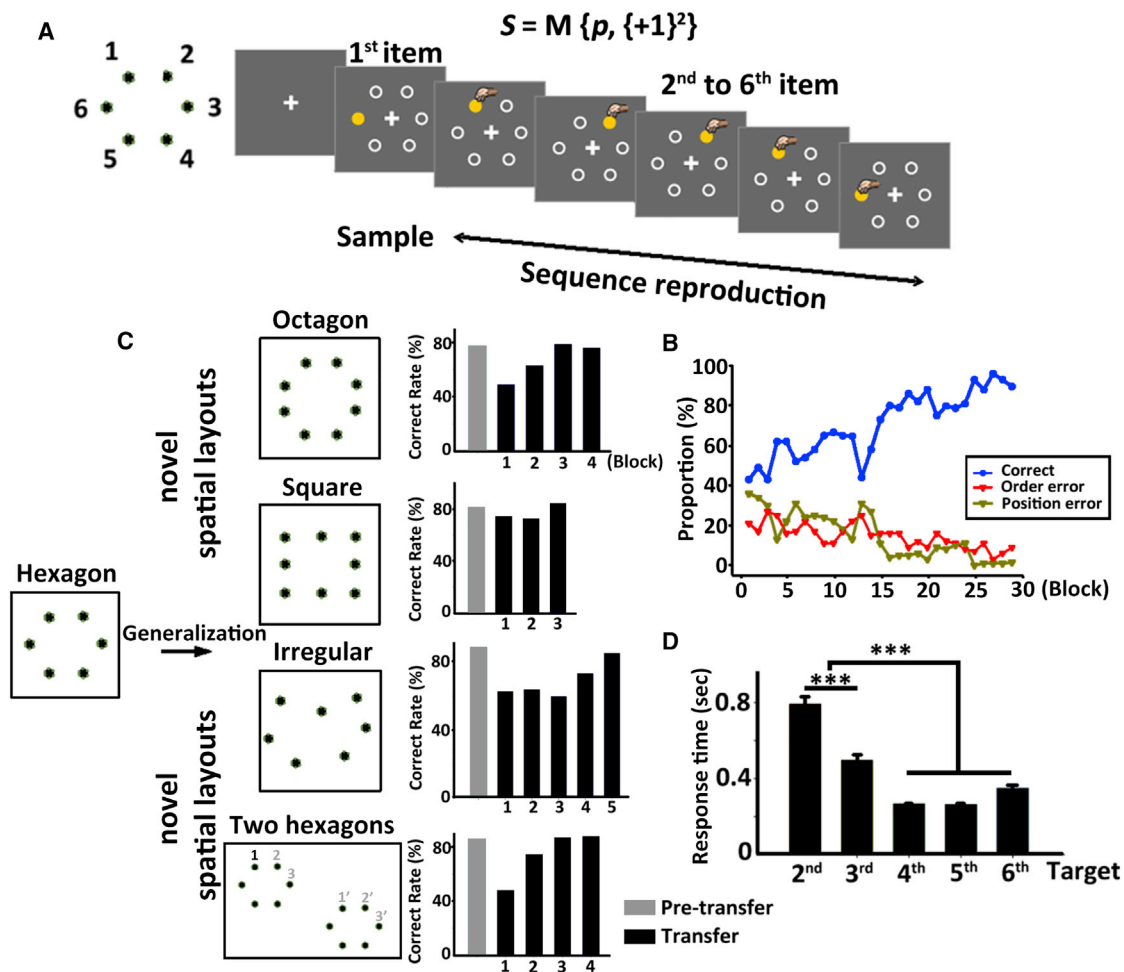 A
S = M {p, {+1}²}
1 2
6 3
5 4
1st item
2nd to 6th item
Sample
Sequence reproduction
C
novel
spatial layouts
Octagon
Correct Rate (%)
80
40
0
1 2 3 4 (Block)
Square
Correct Rate (%)
80
40
0
1 2 3
Hexagon
Generalization
novel
spatial layouts
Irregular
Correct Rate (%)
80
40
0
1 2 3 4 5
Two hexagons
1 2
3
1' 2'
3'
Correct Rate (%)
80
40
0
1 2 3 4
Pre-transfer
Transfer
B
Proportion (%)
100
80
60
40
20
0
0 5 10 15 20 25 30 (Block)
Correct
Order error
Position error
D
Response time (sec)
0.8
0.4
0
***
***
2nd 3rd 4th 5th 6th Target